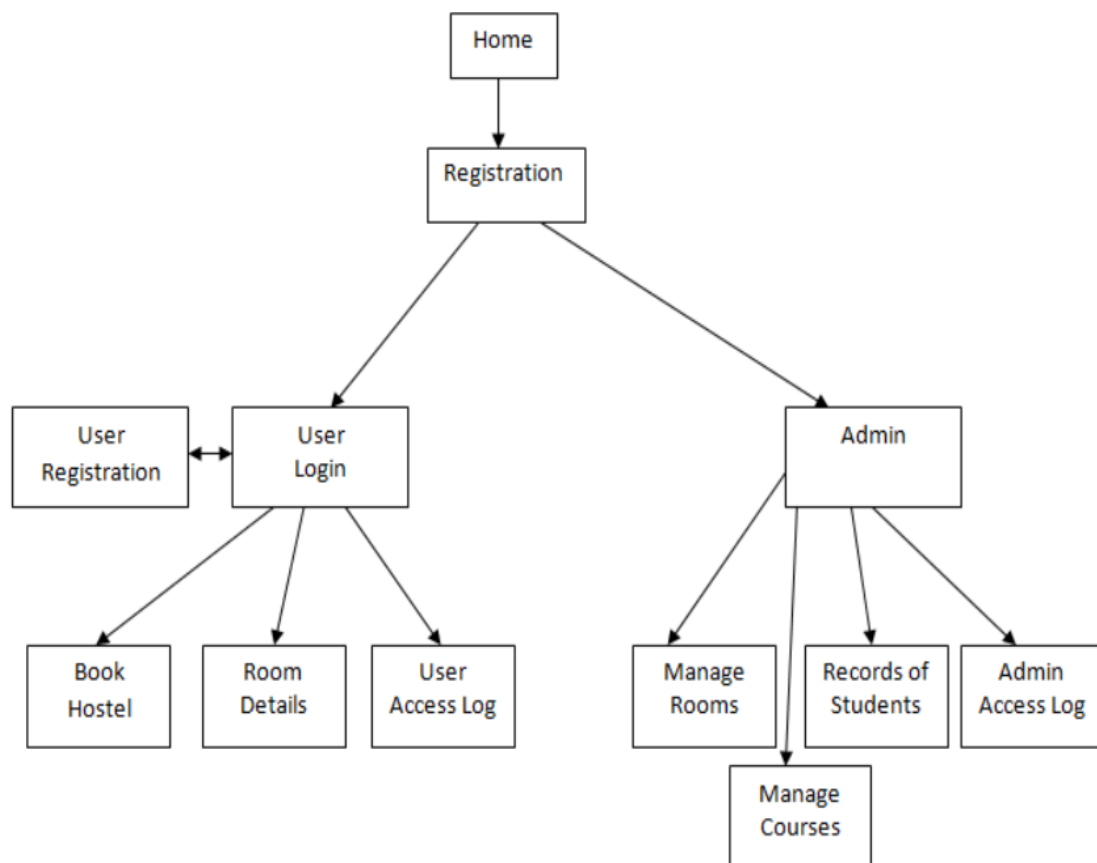 Home
Registration
User
Registration
User
Login
Admin
Book
Hostel
Room
Details
User
Access Log
Manage
Rooms
Records of
Students
Admin
Access Log
Manage
Courses